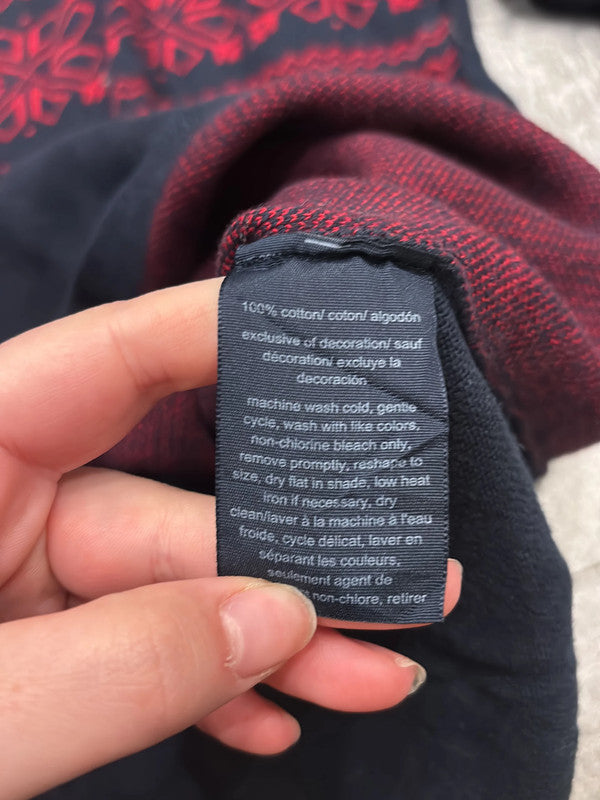 100% cotton/ coton/ algodón
exclusive of decoration/ sauf
décoration/ excluye la
decoración
machine wash cold, gentle
cycle, wash with like colors,
non-chlorine bleach only,
remove promptly, reshape to
size, dry flat in shade, low heat
iron if necessary, dry
clean/laver à la machine à l'eau
froide, cycle délicat, laver en
séparant les couleurs,
seulement agent de
non-chlore, retirer